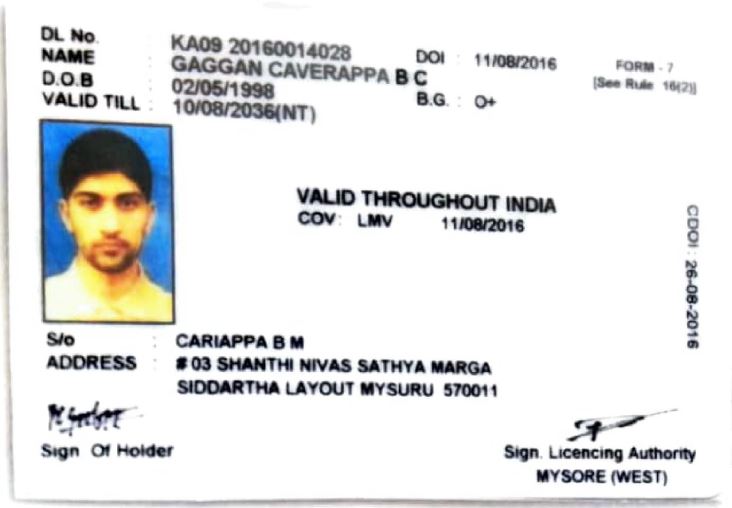 DL No. : KA09 20160014028 DOI : 11/08/2016 FORM - 7
NAME : GAGGAN CAVERAPPA B C [See Rule 16(2)]
D.O.B : 02/05/1998 B.G. : O+
VALID TILL : 10/08/2036(NT)
VALID THROUGHOUT INDIA
COV: LMV 11/08/2016
CDOI : 26-08-2016
S/o : CARIAPPA B M
ADDRESS : # 03 SHANTHI NIVAS SATHYA MARGA
SIDDARTHA LAYOUT MYSURU 570011
Sign Of Holder
Sign. Licencing Authority
MYSORE (WEST)